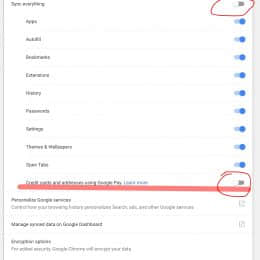 Sync everything
Apps
Autofill
Bookmarks
Extensions
History
Passwords
Settings
Themes & Wallpapers
Open Tabs
Credit cards and addresses using Google Pay. Learn more
Personalize Google services
Control how your browsing history personalizes Search, ads, and other Google services
Manage synced data on Google Dashboard
Encryption options
For added security, Google Chrome will encrypt your data